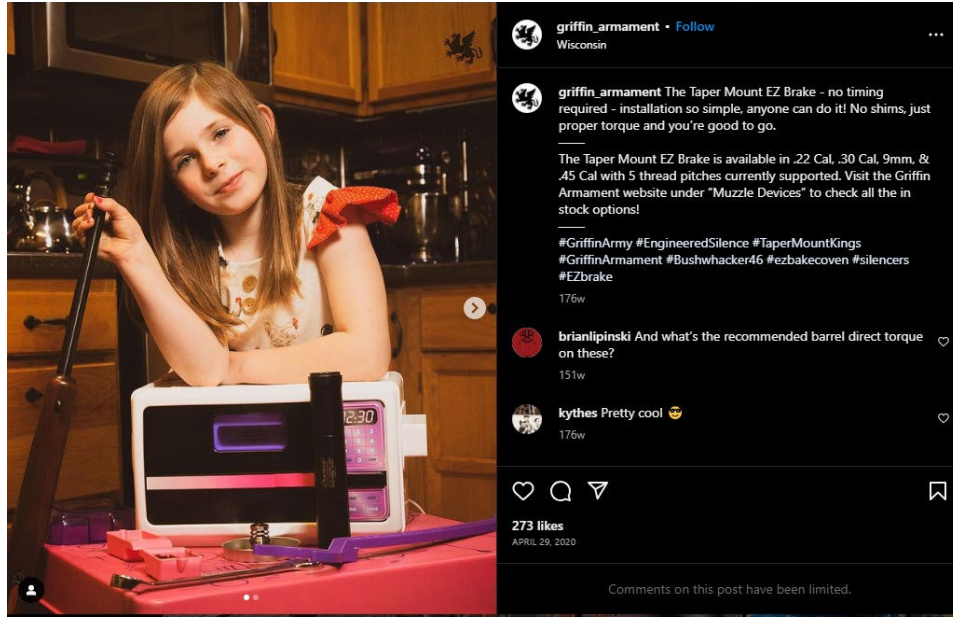 griffin_armament • Follow
Wisconsin
griffin_armament The Taper Mount EZ Brake - no timing
required - installation so simple, anyone can do it! No shims, just
proper torque and you're good to go.
The Taper Mount EZ Brake is available in .22 Cal, .30 Cal, 9mm, &
.45 Cal with 5 thread pitches currently supported. Visit the Griffin
Armament website under "Muzzle Devices" to check all the in
stock options!
#GriffinArmy #EngineeredSilence #TaperMountKings
#GriffinArmament #Bushwhacker46 #ezbakecoven #silencers
#EZbrake
176w
brianlipinski And what's the recommended barrel direct torque
on these?
151w
kythes Pretty cool 😎
176w
273 likes
APRIL 29, 2020
Comments on this post have been limited.
12:30